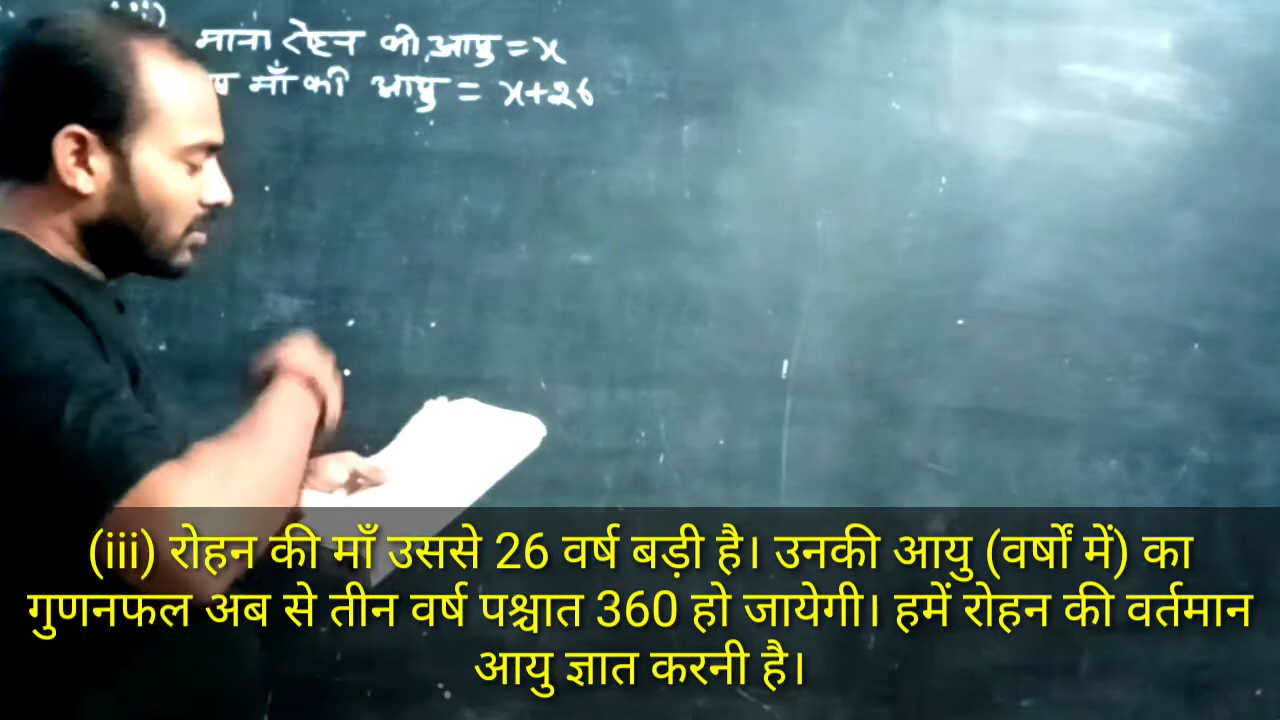 माना रोहन की आयु = x
माँ की आयु = x+26
(iii) रोहन की माँ उससे 26 वर्ष बड़ी है। उनकी आयु (वर्षों में) का
गुणनफल अब से तीन वर्ष पश्चात 360 हो जायेगी। हमें रोहन की वर्तमान
आयु ज्ञात करनी है।